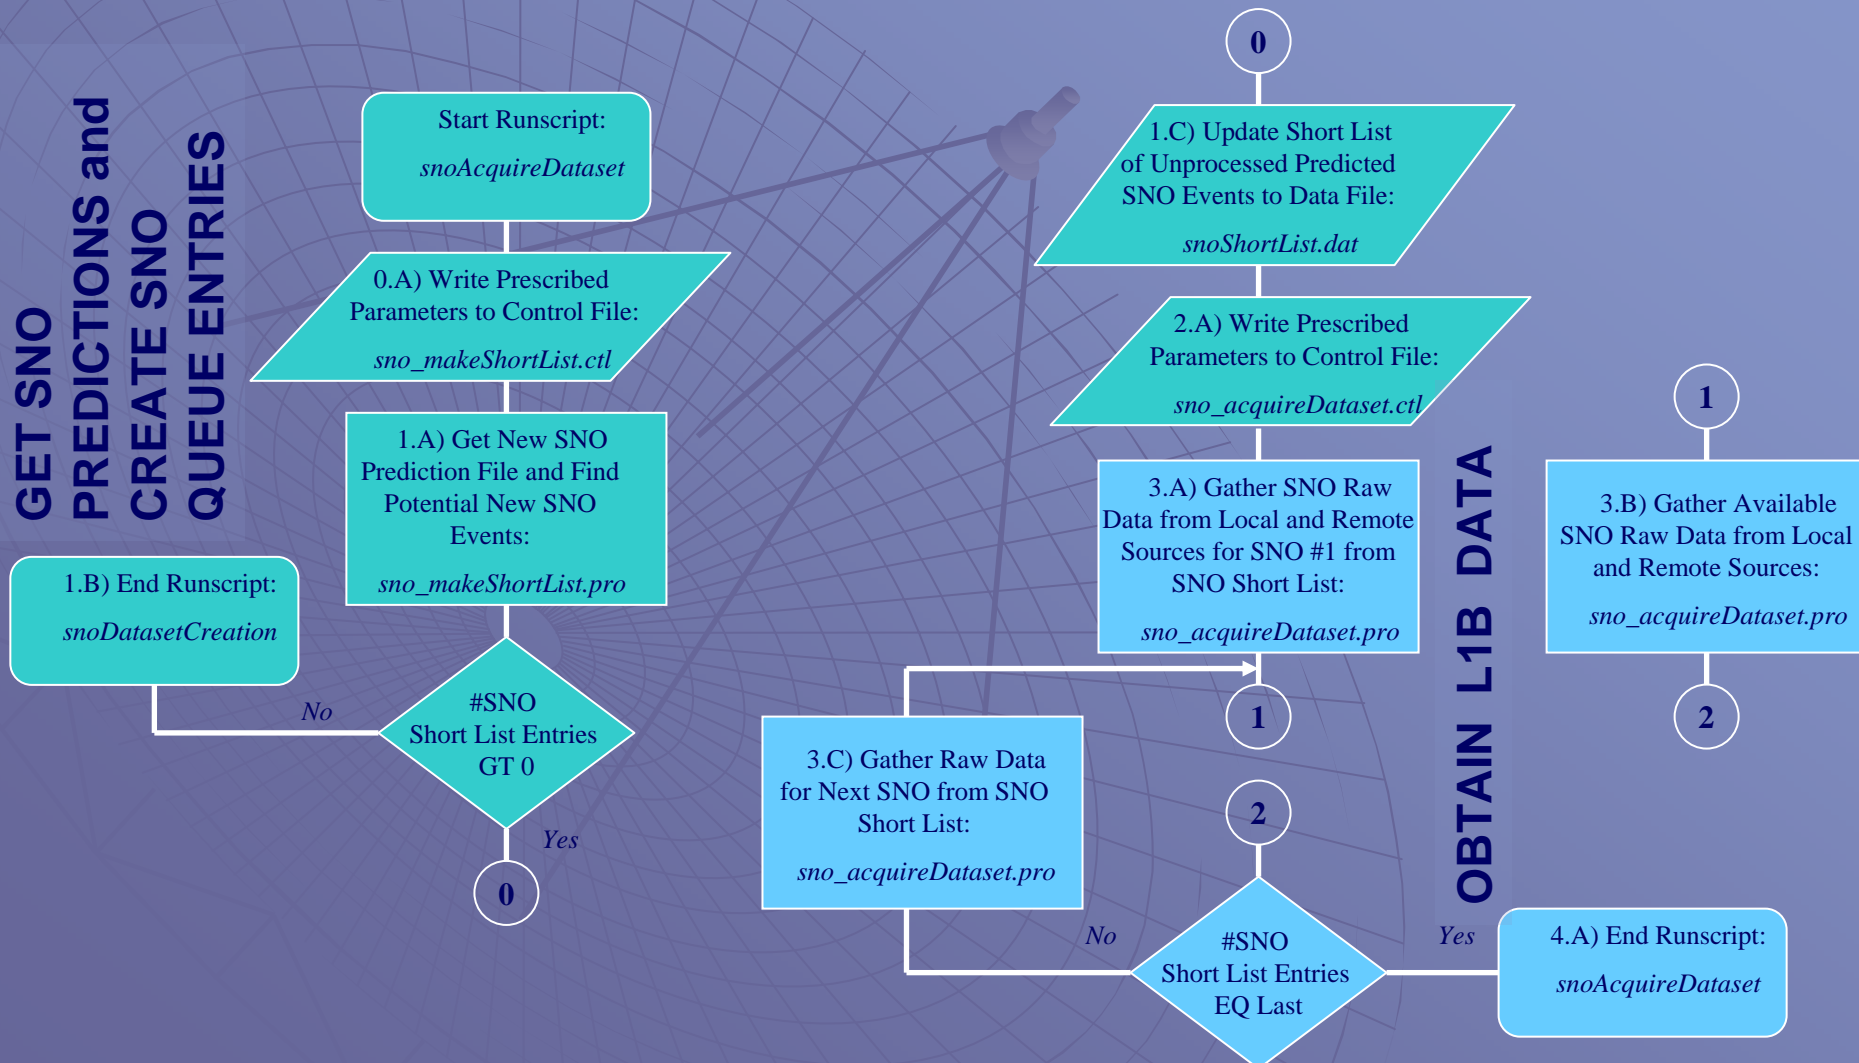 GET SNO
PREDICTIONS and
CREATE SNO
QUEUE ENTRIES
Start Runscript:
snoAcquireDataset
0.A) Write Prescribed
Parameters to Control File:
sno_makeShortList.ctl
1.A) Get New SNO
Prediction File and Find
Potential New SNO
Events:
sno_makeShortList.pro
1.B) End Runscript:
snoDatasetCreation
No
#SNO
Short List Entries
GT 0
Yes
0
0
1.C) Update Short List
of Unprocessed Predicted
SNO Events to Data File:
snoShortList.dat
2.A) Write Prescribed
Parameters to Control File:
sno_acquireDataset.ctl
3.A) Gather SNO Raw
Data from Local and Remote
Sources for SNO #1 from
SNO Short List:
sno_acquireDataset.pro
1
3.C) Gather Raw Data
for Next SNO from SNO
Short List:
sno_acquireDataset.pro
2
No
#SNO
Short List Entries
EQ Last
Yes
OBTAIN L1B DATA
1
3.B) Gather Available
SNO Raw Data from Local
and Remote Sources:
sno_acquireDataset.pro
2
4.A) End Runscript:
snoAcquireDataset